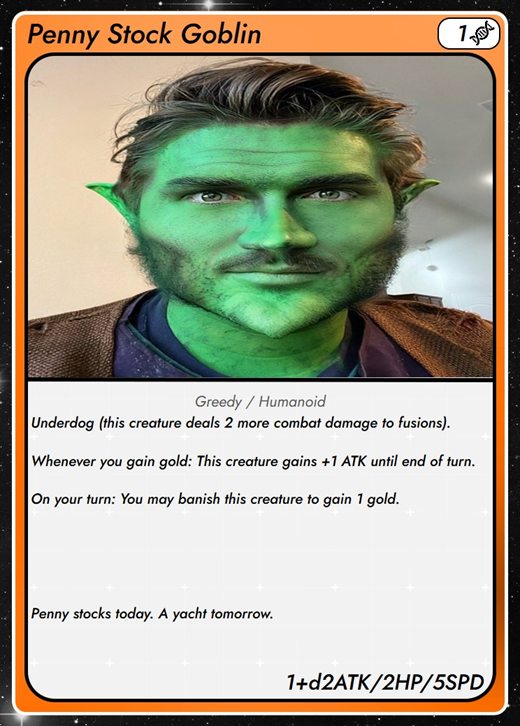 Penny Stock Goblin
1
Greedy / Humanoid
Underdog (this creature deals 2 more combat damage to fusions).
Whenever you gain gold: This creature gains +1 ATK until end of turn.
On your turn: You may banish this creature to gain 1 gold.
Penny stocks today. A yacht tomorrow.
1+d2ATK/2HP/5SPD